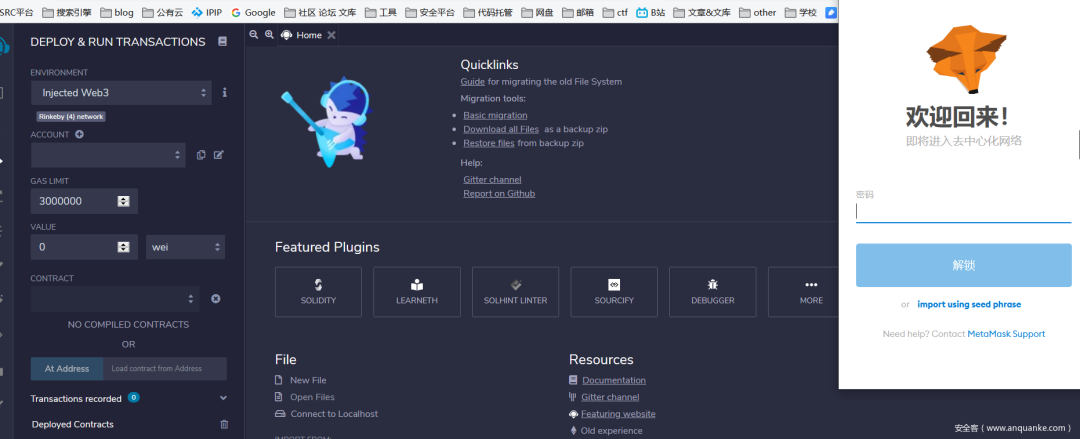 SRC平台 搜索引擎 blog 公有云 IPIP Google 社区 论坛 文库 工具 安全平台 代码托管 网盘 邮箱 ctf B站 文章&文库 other 学校
DEPLOY & RUN TRANSACTIONS
ENVIRONMENT
Injected Web3
Rinkeby (4) network
ACCOUNT
GAS LIMIT
3000000
VALUE
0 wei
CONTRACT
NO COMPILED CONTRACTS
OR
At Address Load contract from Address
Transactions recorded 0
Deployed Contracts
Home
Quicklinks
Guide for migrating the old File System
Migration tools:
Basic migration
Download all Files as a backup zip
Restore files from backup zip
Help:
Gitter channel
Report on Github
Featured Plugins
SOLIDITY LEARNETH SOLHINT LINTER SOURCIFY DEBUGGER MORE
File
New File
Open Files
Connect to Localhost
IMPORT FROM:
Resources
Documentation
Gitter channel
Featuring website
Old experience
欢迎回来!
即将进入去中心化网络
密码
解锁
or import using seed phrase
Need help? Contact MetaMask Support
安全客（www.anquanke.com）